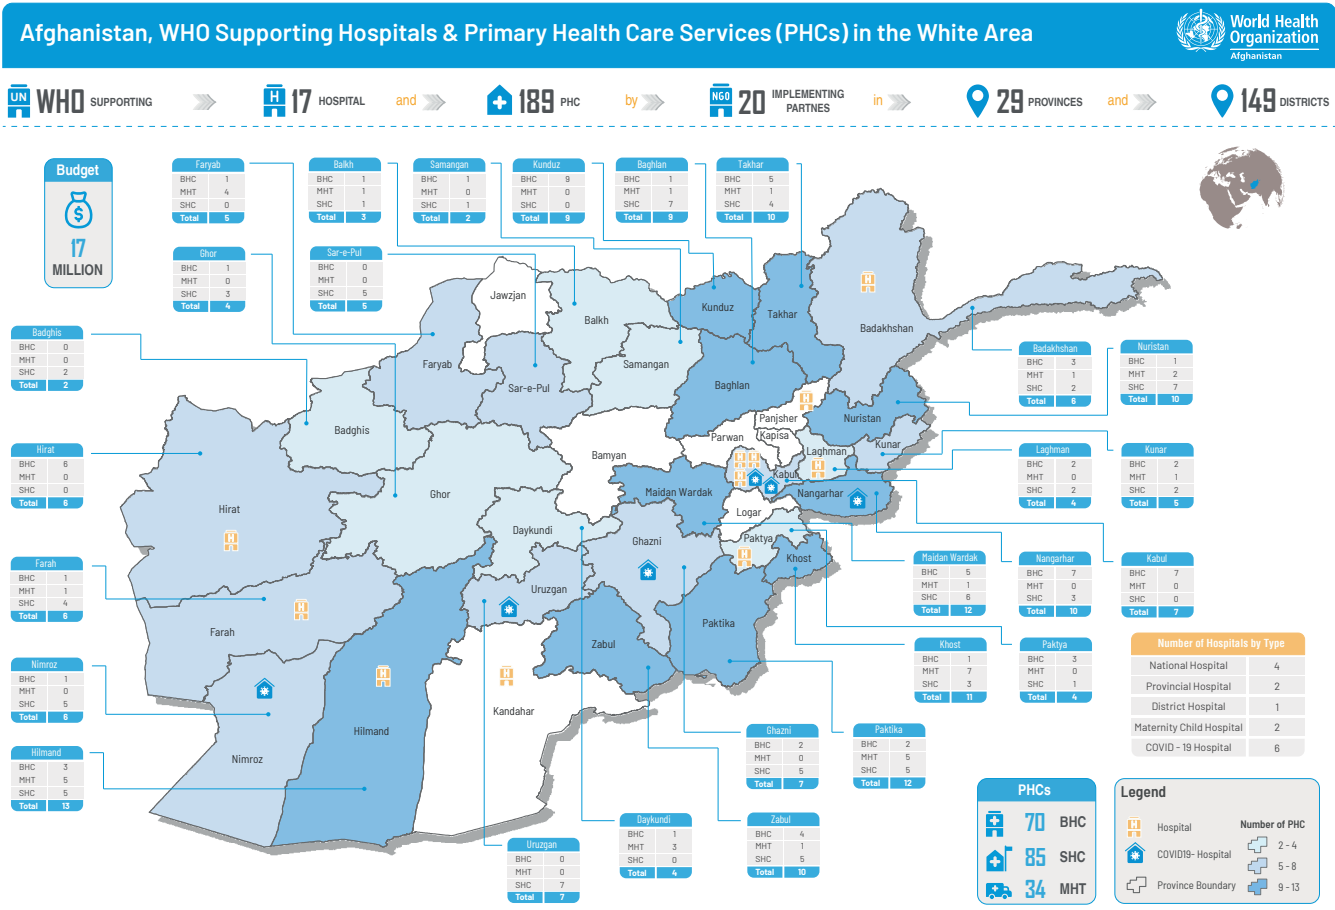 Afghanistan, WHO Supporting Hospitals & Primary Health Care Services (PHCs) in the White Area
World Health
Organization
Afghanistan
UN WHO SUPPORTING
H 17 HOSPITAL
and
189 PHC
by
NGO 20 IMPLEMENTING
PARTNES
in
29 PROVINCES
and
149 DISTRICTS
Budget
$
17
MILLION
Faryab
BHC 1
MHT 4
SHC 0
Total 5
Balkh
BHC 1
MHT 1
SHC 1
Total 3
Samangan
BHC 1
MHT 0
SHC 1
Total 2
Kunduz
BHC 9
MHT 0
SHC 0
Total 9
Baghlan
BHC 1
MHT 1
SHC 7
Total 9
Takhar
BHC 5
MHT 1
SHC 4
Total 10
Ghor
BHC 1
MHT 0
SHC 3
Total 4
Sar-e-Pul
BHC 0
MHT 0
SHC 5
Total 5
Badghis
BHC 0
MHT 0
SHC 2
Total 2
Hirat
BHC 6
MHT 0
SHC 0
Total 6
Farah
BHC 1
MHT 1
SHC 4
Total 6
Nimroz
BHC 1
MHT 0
SHC 5
Total 6
Hilmand
BHC 3
MHT 5
SHC 5
Total 13
Jawzjan
Balkh
Kunduz
Takhar
Badakhshan
Faryab
Samangan
Sar-e-Pul
Baghlan
Badghis
Panjsher
Nuristan
Parwan
Kapisa
Kunar
Bamyan
Laghman
Kabul
Ghor
Maidan Wardak
Nangarhar
Hirat
Logar
Daykundi
Ghazni
Paktya
Khost
Uruzgan
Farah
Zabul
Paktika
Kandahar
Hilmand
Nimroz
Badakhshan
BHC 3
MHT 1
SHC 2
Total 6
Nuristan
BHC 1
MHT 2
SHC 7
Total 10
Laghman
BHC 2
MHT 0
SHC 2
Total 4
Kunar
BHC 2
MHT 1
SHC 2
Total 5
Maidan Wardak
BHC 5
MHT 1
SHC 6
Total 12
Nangarhar
BHC 7
MHT 0
SHC 3
Total 10
Kabul
BHC 7
MHT 0
SHC 0
Total 7
Khost
BHC 1
MHT 7
SHC 3
Total 11
Paktya
BHC 3
MHT 0
SHC 1
Total 4
Ghazni
BHC 2
MHT 0
SHC 5
Total 7
Paktika
BHC 2
MHT 5
SHC 5
Total 12
Daykundi
BHC 1
MHT 3
SHC 0
Total 4
Zabul
BHC 4
MHT 1
SHC 5
Total 10
Uruzgan
BHC 0
MHT 0
SHC 7
Total 7
Number of Hospitals by Type
National Hospital 4
Provincial Hospital 2
District Hospital 1
Maternity Child Hospital 2
COVID - 19 Hospital 6
PHCs
70 BHC
85 SHC
34 MHT
Legend
Hospital
COVID19- Hospital
Province Boundary
Number of PHC
2 - 4
5 - 8
9 - 13